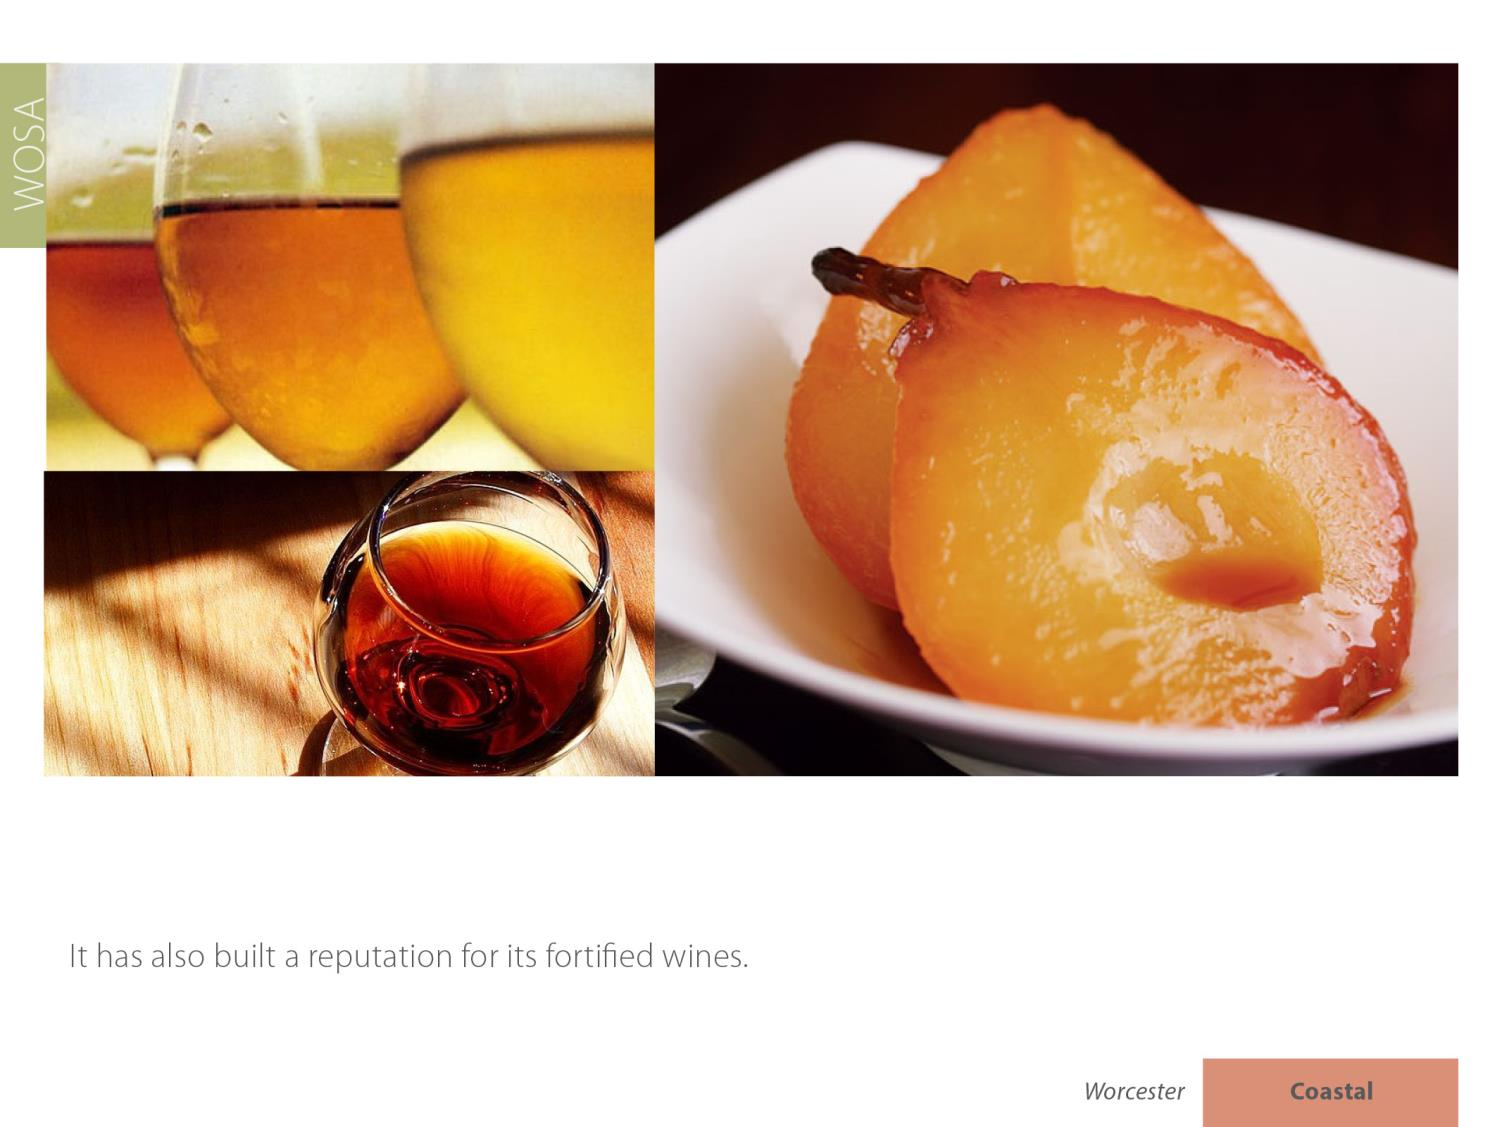 WOSA
It has also built a reputation for its fortified wines.
Worcester
Coastal